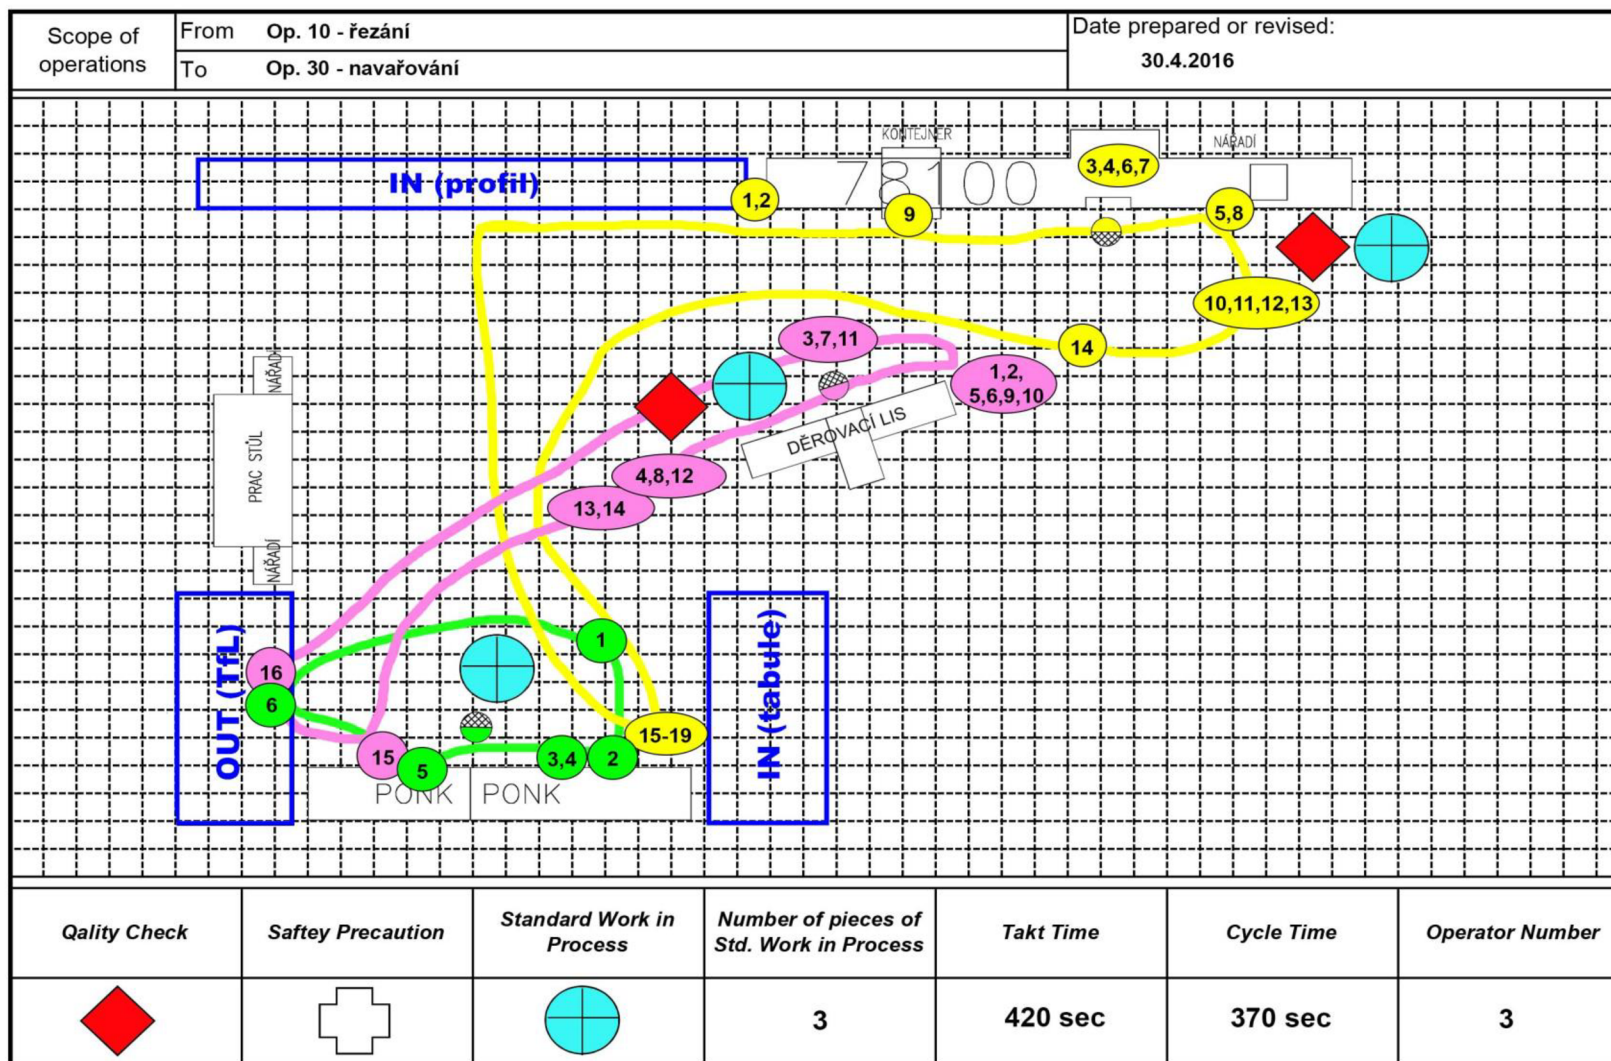 Scope of
operations
From Op. 10 - řezání
To Op. 30 - navařování
Date prepared or revised:
30.4.2016
KONTEJNER
NÁŘADÍ
IN (profil)
78100
3,4,6,7
1,2
9
5,8
10,11,12,13
14
3,7,11
1,2,
5,6,9,10
NÁŘADÍ
PRAC STŮL
NÁŘADÍ
DĚROVACÍ LIS
4,8,12
13,14
OUT (TfL)
IN (tabule)
1
16
6
15-19
15
5
3,4
2
PONK
PONK
Qality Check
Saftey Precaution
Standard Work in
Process
Number of pieces of
Std. Work in Process
Takt Time
Cycle Time
Operator Number
3
420 sec
370 sec
3